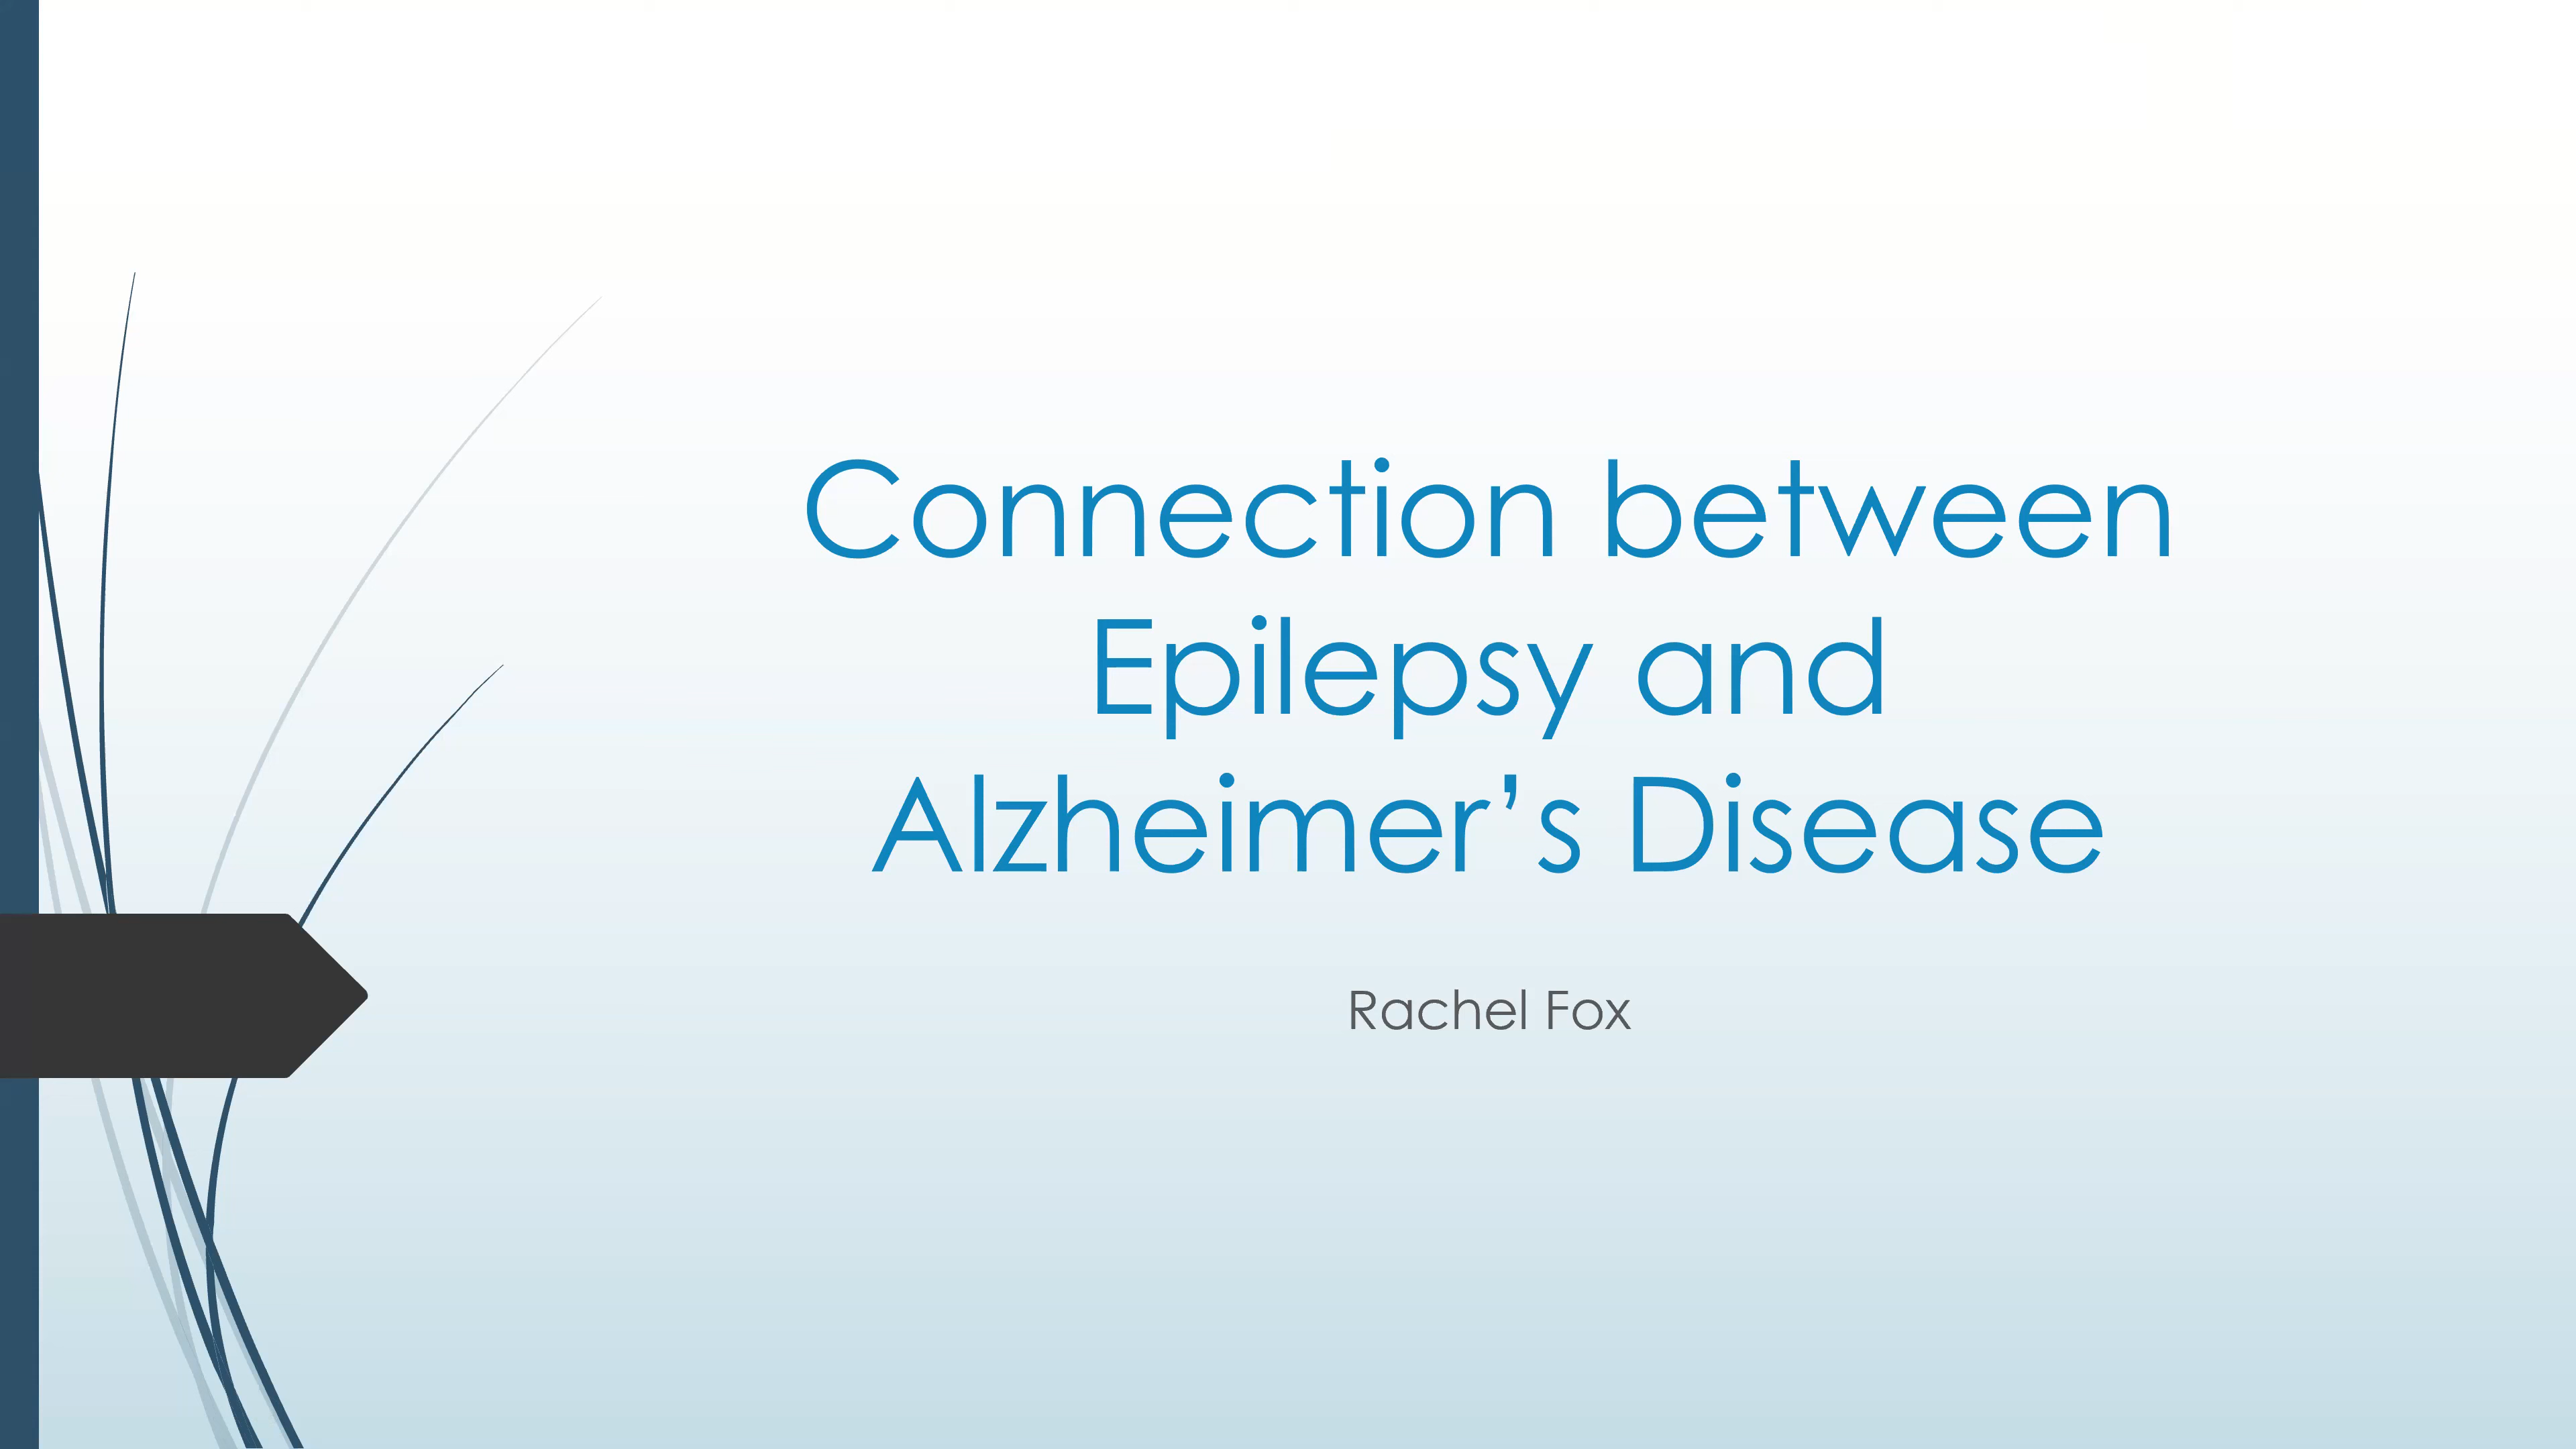 Connection between
Epilepsy and
Alzheimer’s Disease
Rachel Fox